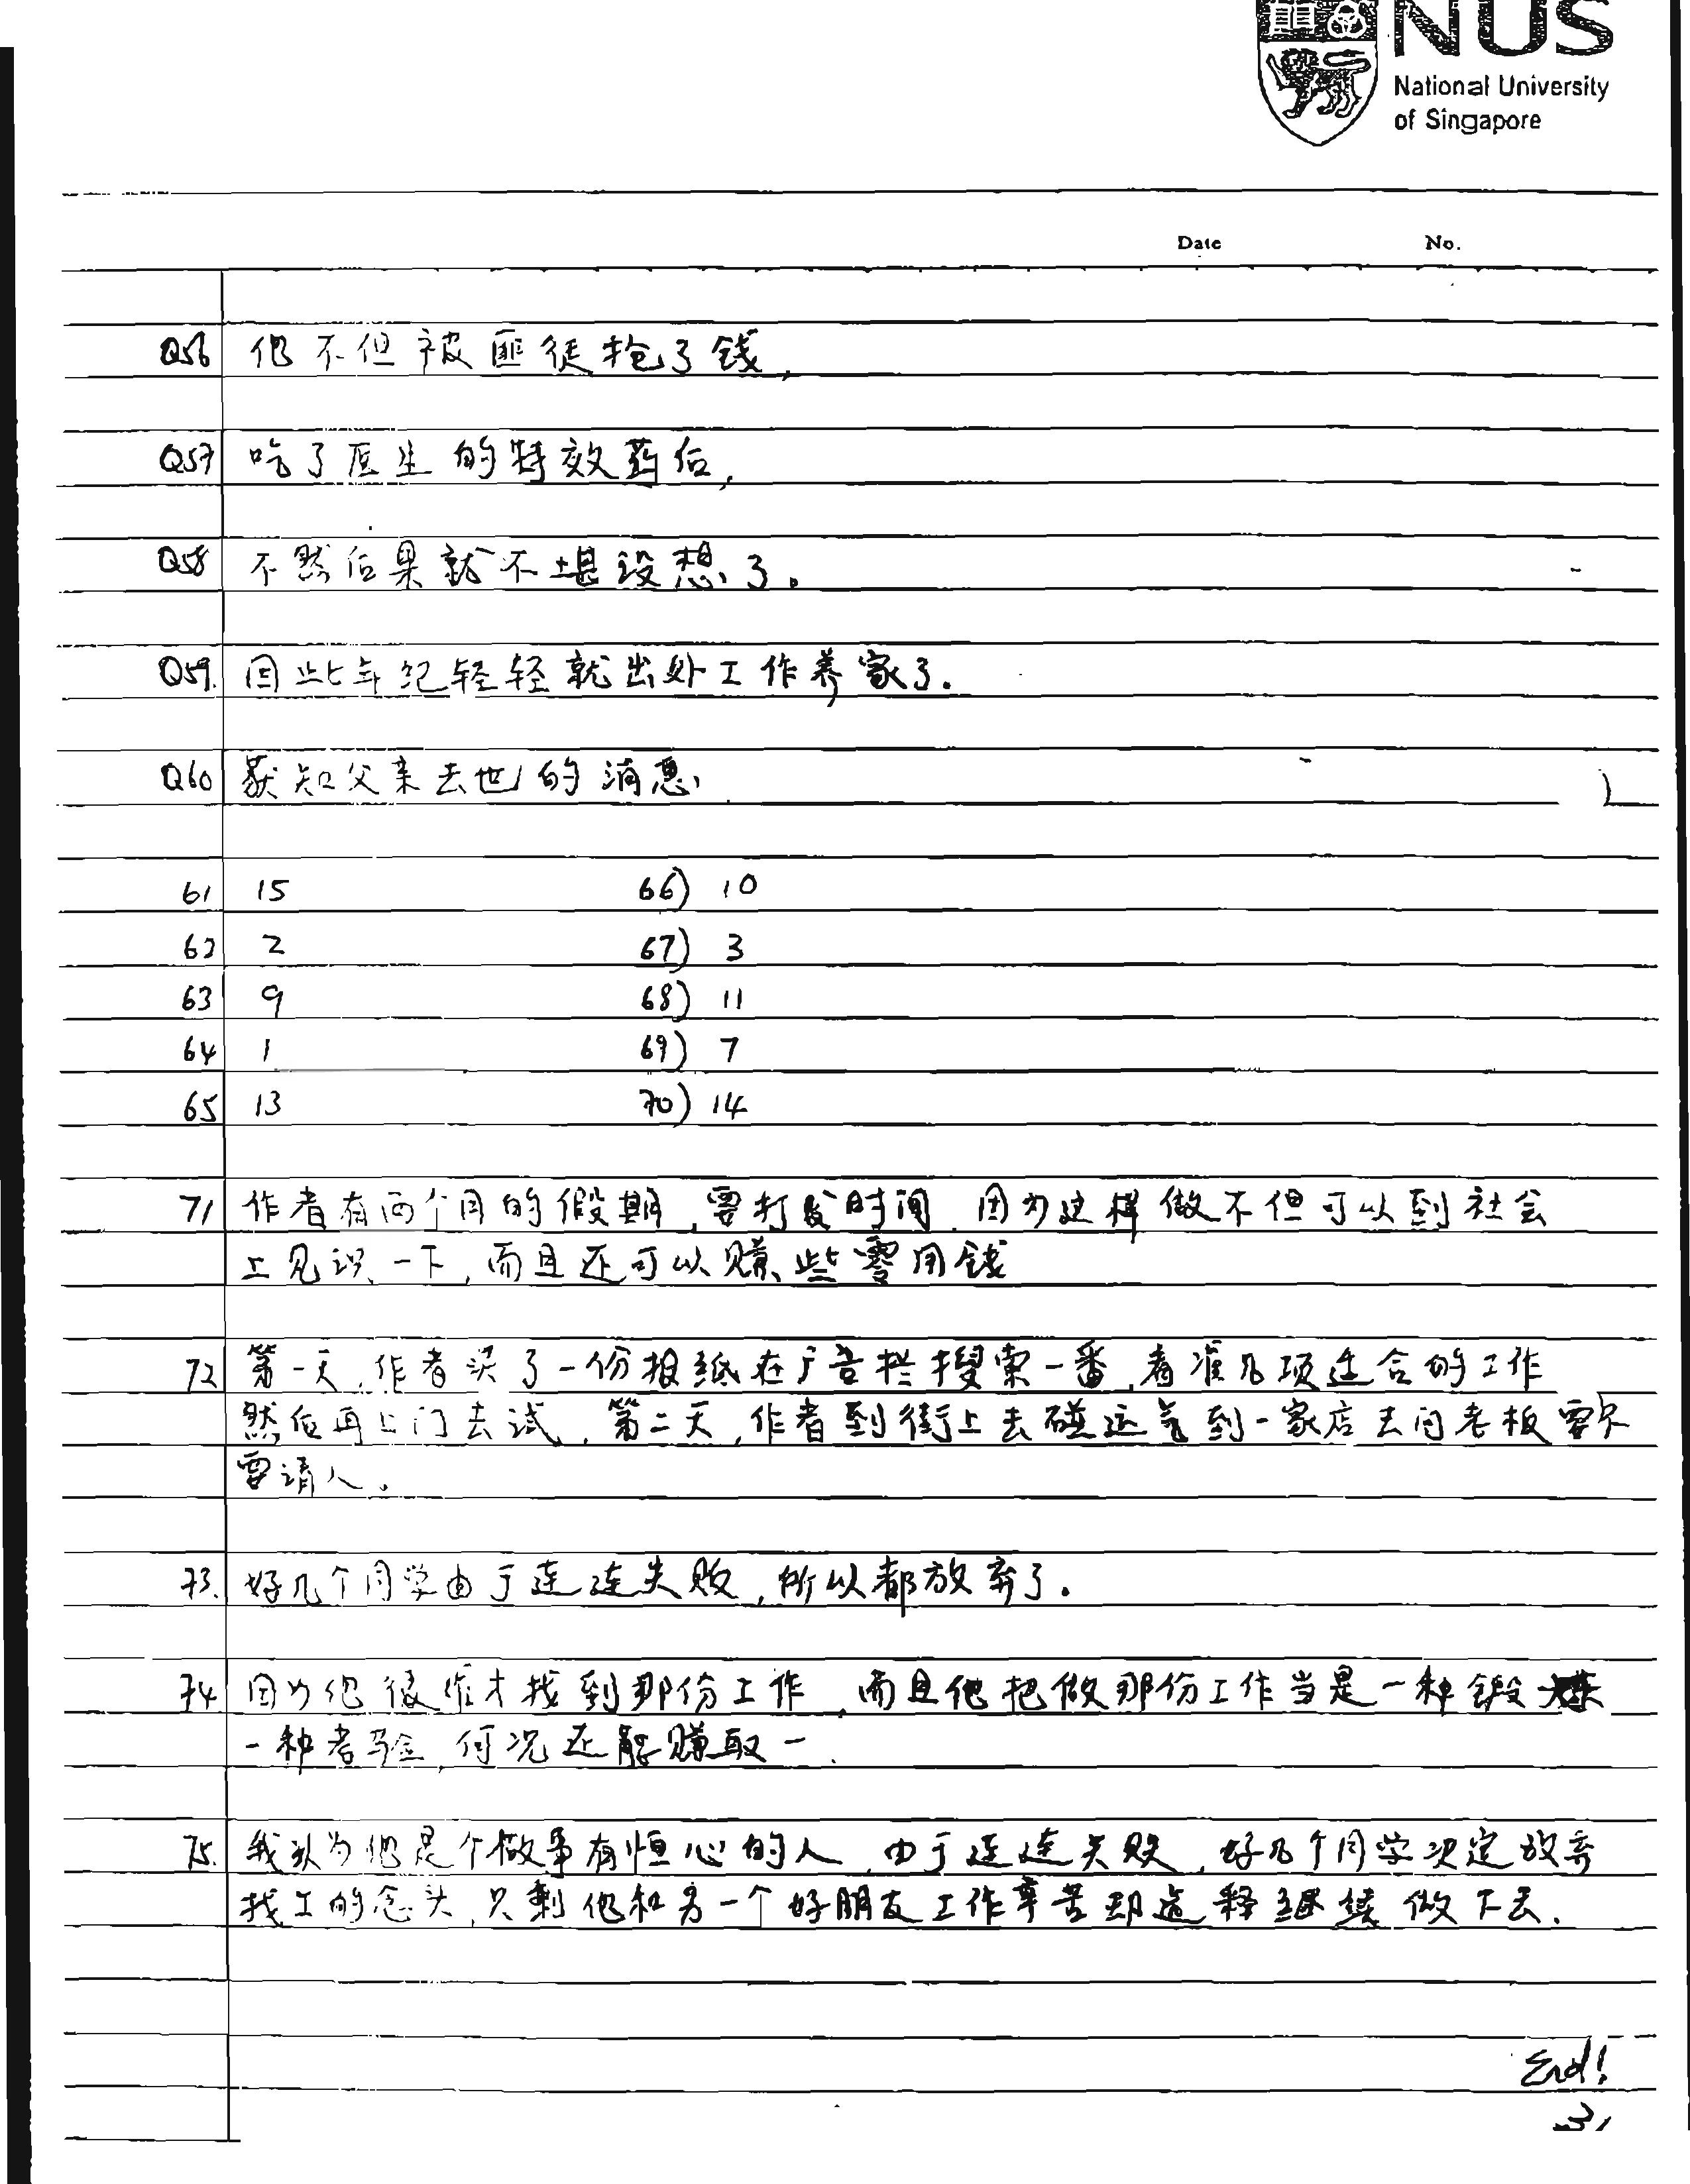 NUS
National University
of Singapore
Date No.
Q56 他不但被匪徒抢了钱,
Q57 吃了医生的特效药后,
Q58 不然后果就不堪设想了。
Q59. 因此年纪轻轻就出外工作养家了.
Q60 获知父亲去世的消息
61 15 66) 10
62 2 67) 3
63 9 68) 11
64 1 69) 7
65 13 70) 14
71 作者有两个月的假期,要打发时间.因为这样做不但可以到社会
上见识一下,而且还可以赚些零用钱
72 第一天,作者买了一份报纸在广告栏搜索一番,看准几项适合的工作
然后再上门去试,第二天,作者到街上去碰运气到一家店去问老板要不
要请人。
73. 好几个同学由于连连失败,所以都放弃了.
74. 因为他很难才找到那份工作,而且他把做那份工作当是一种锻炼
一种考验,何况还能赚取一.
75. 我认为他是个做事有恒心的人,由于连连失败,好几个同学决定放弃
找工的念头,只剩他和另一个好朋友工作辛苦却选择继续做下去.
End!
31